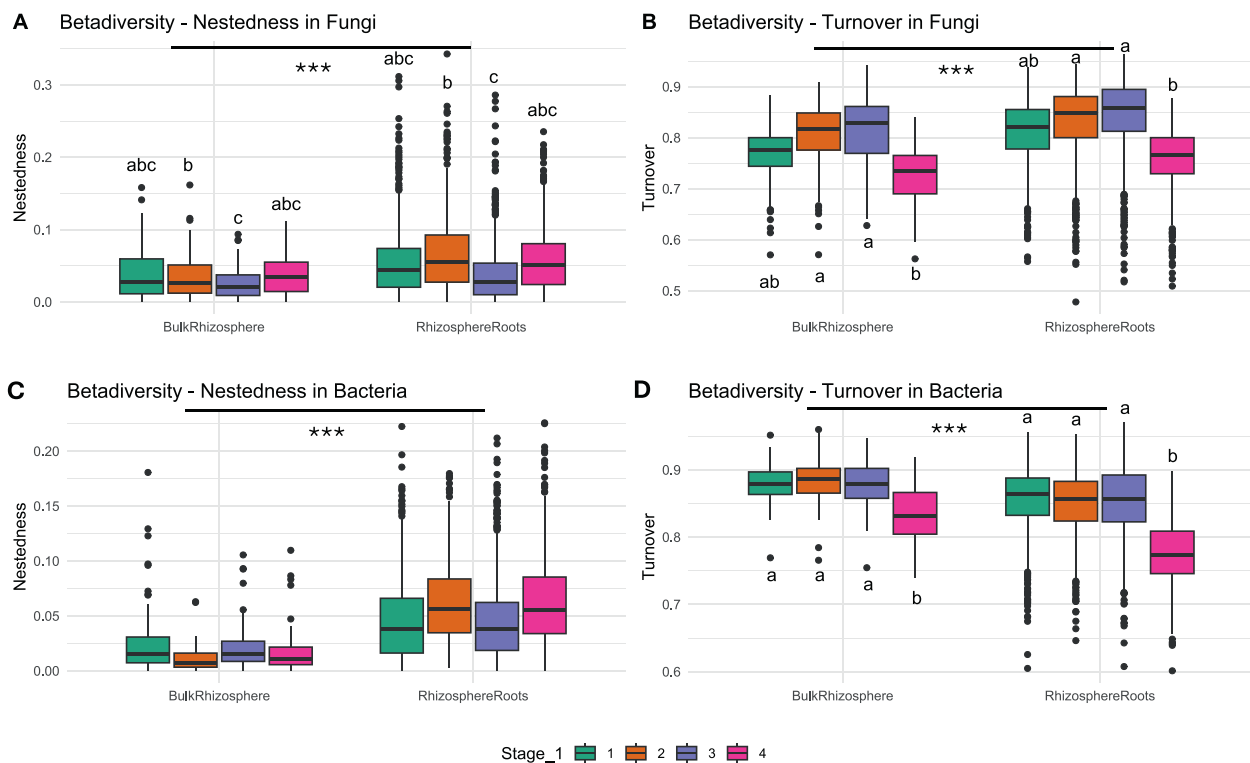 A Betadiversity - Nestedness in Fungi
abc
b
c
abc
***
abc
b
c
abc
0.3
0.2
0.1
0.0
Nestedness
BulkRhizosphere RhizosphereRoots
B Betadiversity - Turnover in Fungi
***
ab
a
a
b
ab
a
a
b
0.9
0.8
0.7
0.6
0.5
Turnover
BulkRhizosphere RhizosphereRoots
C Betadiversity - Nestedness in Bacteria
***
0.20
0.15
0.10
0.05
0.00
Nestedness
BulkRhizosphere RhizosphereRoots
D Betadiversity - Turnover in Bacteria
***
a
a
a
b
a
a
a
b
0.9
0.8
0.7
0.6
Turnover
BulkRhizosphere RhizosphereRoots
Stage_1 1 2 3 4